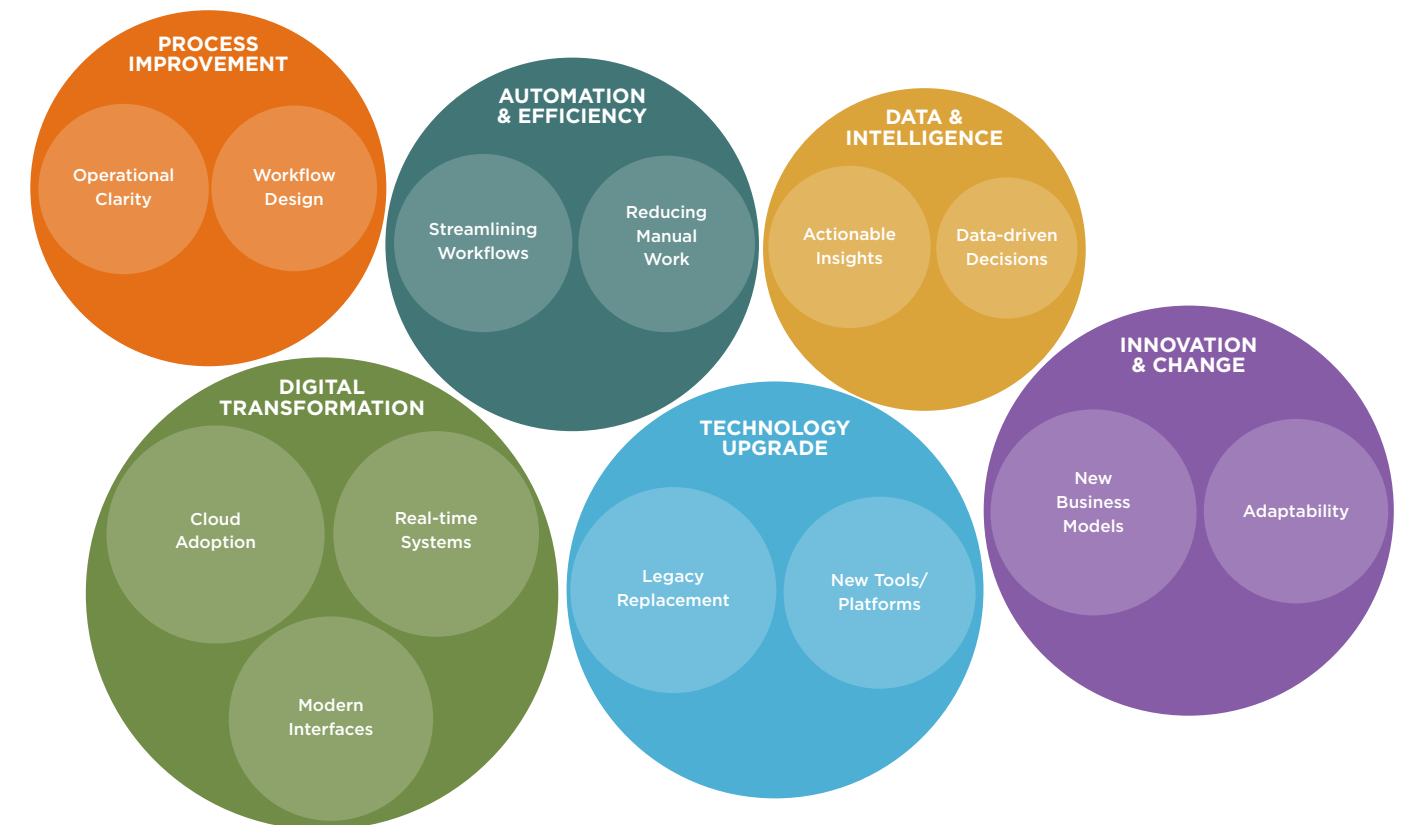 PROCESS
IMPROVEMENT
Operational
Clarity
Workflow
Design
AUTOMATION
& EFFICIENCY
Streamlining
Workflows
Reducing
Manual
Work
DATA &
INTELLIGENCE
Actionable
Insights
Data-driven
Decisions
DIGITAL
TRANSFORMATION
Cloud
Adoption
Real-time
Systems
Modern
Interfaces
TECHNOLOGY
UPGRADE
Legacy
Replacement
New Tools/
Platforms
INNOVATION
& CHANGE
New
Business
Models
Adaptability